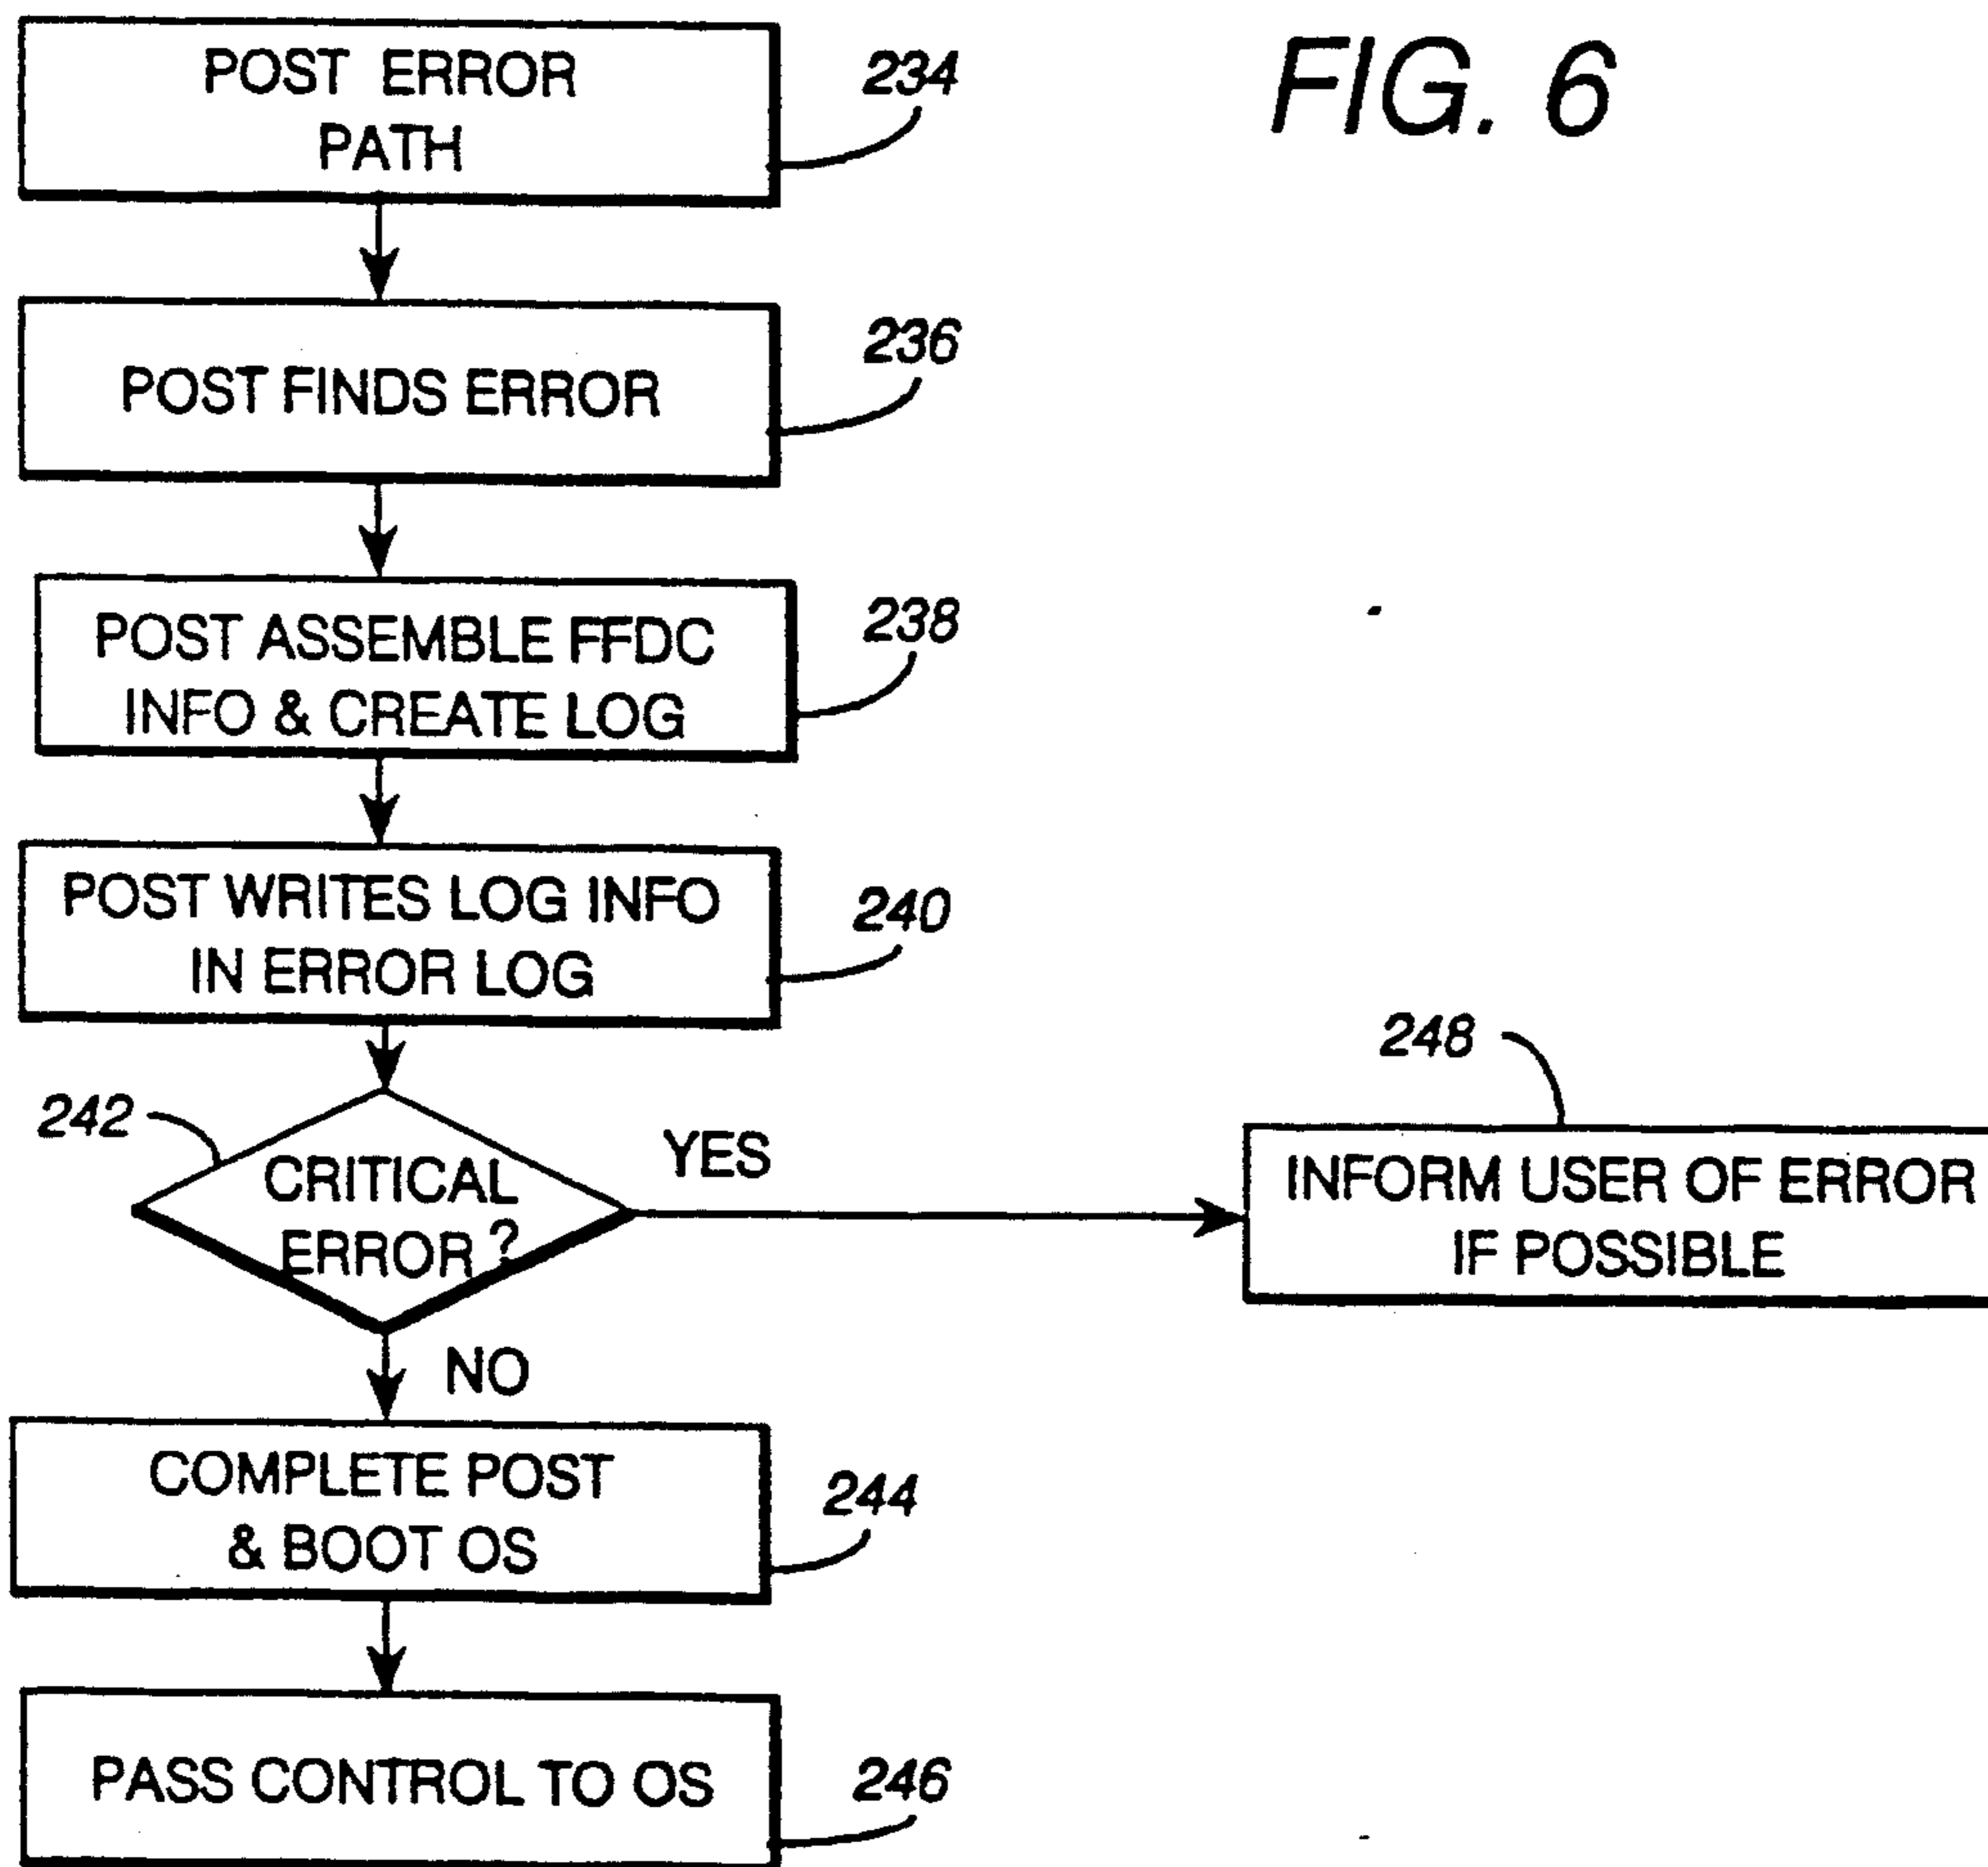 FIG. 6
POST ERROR
PATH
234
POST FINDS ERROR
236
POST ASSEMBLE FFDC
INFO & CREATE LOG
238
POST WRITES LOG INFO
IN ERROR LOG
240
242
CRITICAL
ERROR?
YES
248
INFORM USER OF ERROR
IF POSSIBLE
NO
COMPLETE POST
& BOOT OS
244
PASS CONTROL TO OS
246